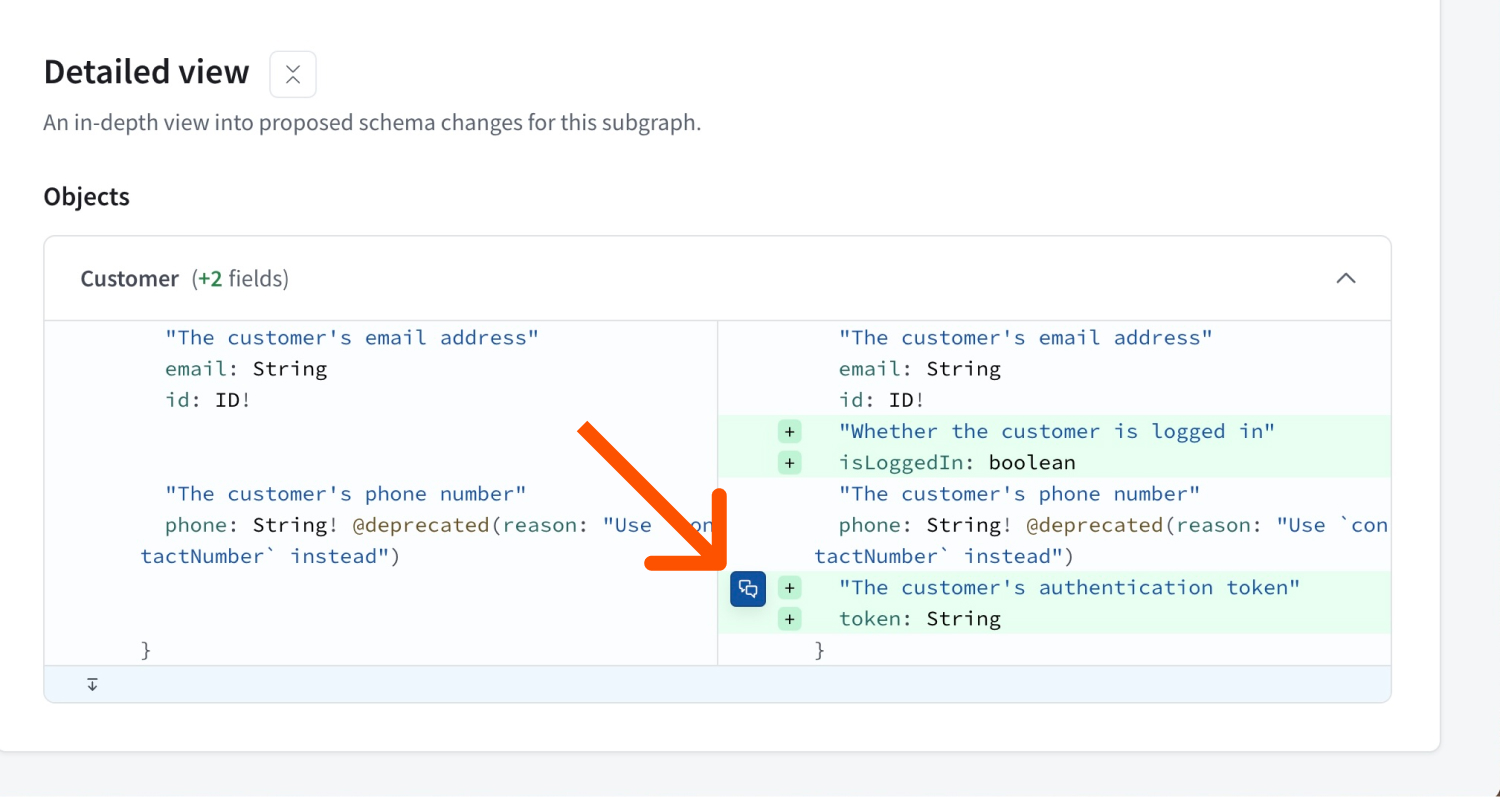 Detailed view
An in-depth view into proposed schema changes for this subgraph.
Objects
Customer (+2 fields)
"The customer's email address"
email: String
id: ID!
"The customer's phone number"
phone: String! @deprecated(reason: "Use con
tactNumber` instead")
}
"The customer's email address"
email: String
id: ID!
+ "Whether the customer is logged in"
+ isLoggedIn: boolean
"The customer's phone number"
phone: String! @deprecated(reason: "Use `con
tactNumber` instead")
+ "The customer's authentication token"
+ token: String
}